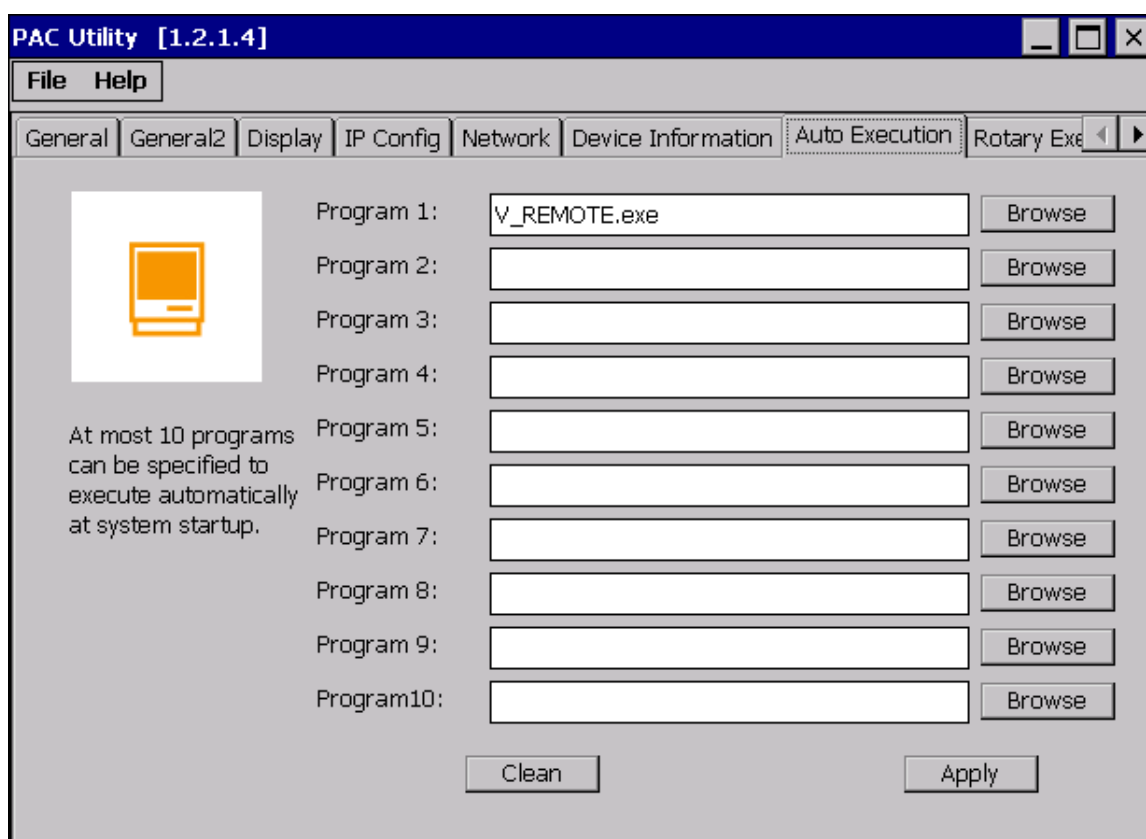 PAC Utility [1.2.1.4]
File Help
General General2 Display IP Config Network Device Information Auto Execution Rotary Exe
Program 1: V_REMOTE.exe Browse
Program 2: Browse
Program 3: Browse
Program 4: Browse
At most 10 programs
can be specified to
execute automatically
at system startup.
Program 5: Browse
Program 6: Browse
Program 7: Browse
Program 8: Browse
Program 9: Browse
Program10: Browse
Clean Apply